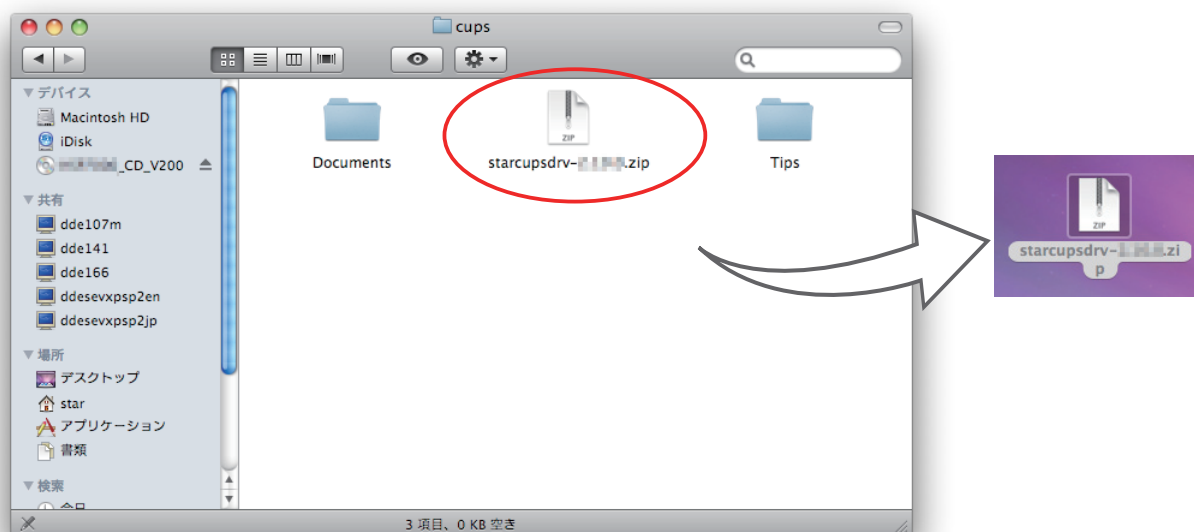 cups
デバイス
Macintosh HD
iDisk
_CD_V200
共有
dde107m
dde141
dde166
ddesevxpsp2en
ddesevxpsp2jp
場所
デスクトップ
star
アプリケーション
書類
検索
今日
ZIP
Documents
starcupsdrv-
.zip
Tips
3 項目、0 KB 空き
ZIP
starcupsdrv-
.zi
p